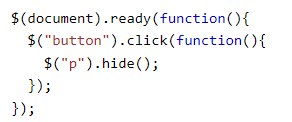 $(document).ready(function(){
  $("button").click(function(){
    $("p").hide();
  });
});